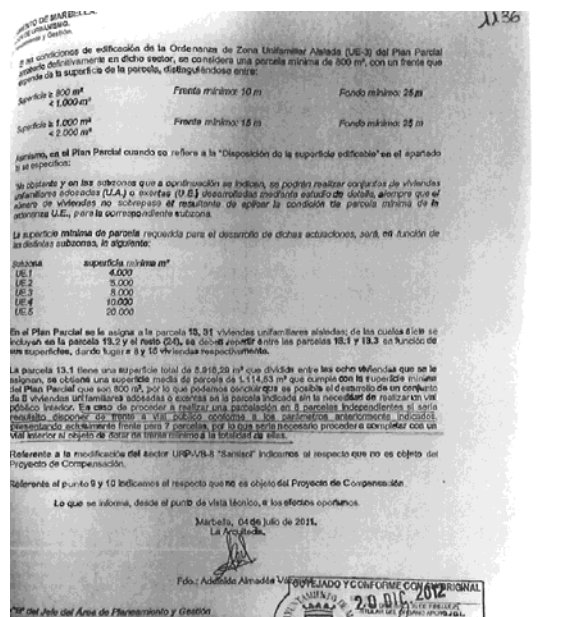 1136
MENTO DE MARBELLA
URBANISMO.
y Gestión.
condiciones de edificación de la Ordenanza de Zona Unifamiliar Aislada (UE-3) del Plan Parcial
definitivamente en dicho sector, se considera una parcela mínima de 800 m², con un frente que
depende de la superficie de la parcela, distinguiéndose entre:
Superficie ≥ 800 m² Frente mínimo: 10 m Fondo mínimo: 25 m
< 1.000 m²
Superficie ≥ 1.000 m² Frente mínimo: 15 m Fondo mínimo: 25 m
< 2.000 m²
Asimismo, en el Plan Parcial cuando se refiere a la "Disposición de la superficie edificable" en el apartado
se especifica:
No obstante y en las subzonas que a continuación se indican, se podrán realizar conjuntos de viviendas
unifamiliares adosadas (U.A.) o exentas (U.E.) desarrolladas mediante estudio de detalle, siempre que el
número de viviendas no sobrepase el resultante de aplicar la condición de parcela mínima de la
ordenanza U.E., para la correspondiente subzona.
La superficie mínima de parcela requerida para el desarrollo de dichas actuaciones, será, en función de
las distintas subzonas, la siguiente:
Subzona superficie mínima m²
UE.1 4.000
UE.2 5.000
UE.3 8.000
UE.4 10.000
UE.5 20.000
En el Plan Parcial se le asigna a la parcela 13, 31 viviendas unifamiliares aisladas; de las cuales siete se
incluyen en la parcela 13.2 y el resto (24), se deben repartir entre las parcelas 13.1 y 13.3 en función de
sus superficies, dando lugar a 8 y 16 viviendas respectivamente.
La parcela 13.1 tiene una superficie total de 8.916,29 m² que dividida entre las ocho viviendas que se le
asignan, se obtiene una superficie media de parcela de 1.114,53 m² que cumple con la superficie mínima
del Plan Parcial que son 800 m², por lo que podemos concluir que es posible el desarrollo de un conjunto
de 8 viviendas unifamiliares adosadas o exentas en la parcela indicada sin la necesidad de realizar un vial
público interior. En caso de proceder a realizar una parcelación en 8 parcelas independientes sí sería
requisito disponer de frente a vial público conforme a los parámetros anteriormente indicados,
presentando actualmente frente para 7 parcelas, por lo que sería necesario proceder a completar con un
vial interior al objeto de dotar de frente mínimo a la totalidad de ellas.
Referente a la modificación del sector URP-VB-8 "Sanisol" indicamos al respecto que no es objeto del
Proyecto de Compensación.
Referente al punto 9 y 10 indicamos al respecto que no es objeto del Proyecto de Compensación.
Lo que se informa, desde el punto de vista técnico, a los efectos oportunos.
Marbella, 04 de julio de 2011.
La Arquitecta,
Fdo.: Adelaida Almadós
COTEJADO Y CONFORME CON SU ORIGINAL
20 DIC. 2012
Vº Bº del Jefe del Área de Planeamiento y Gestión